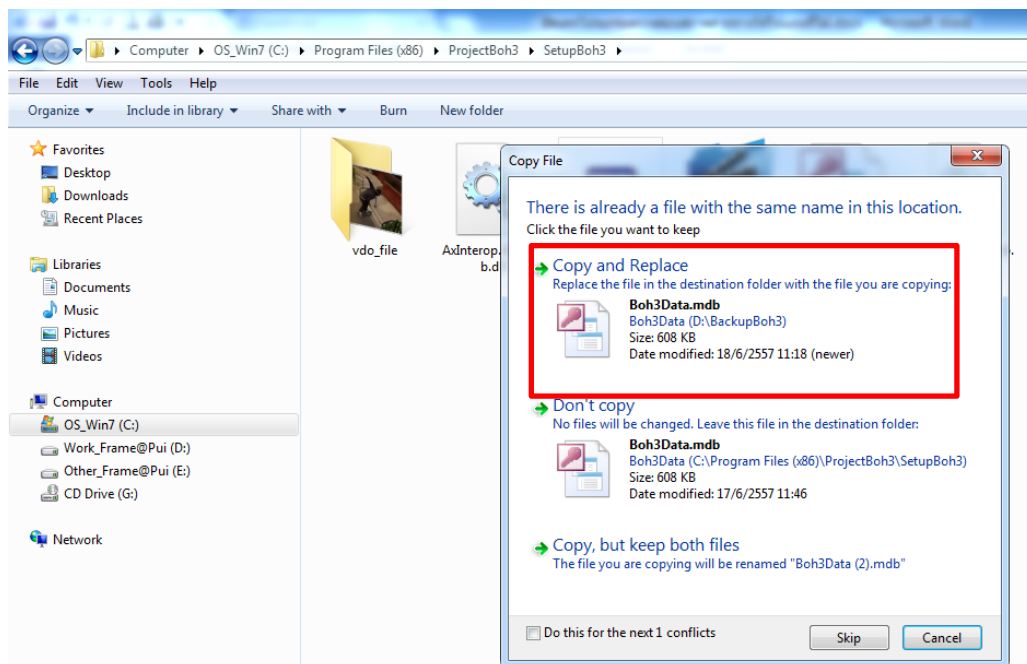 Computer ▸ OS_Win7 (C:) ▸ Program Files (x86) ▸ ProjectBoh3 ▸ SetupBoh3 ▸
File Edit View Tools Help
Organize ▾ Include in library ▾ Share with ▾ Burn New folder
Favorites
Desktop
Downloads
Recent Places
Libraries
Documents
Music
Pictures
Videos
Computer
OS_Win7 (C:)
Work_Frame@Pui (D:)
Other_Frame@Pui (E:)
CD Drive (G:)
Network
vdo_file
AxInterop.
b.d
Copy File
There is already a file with the same name in this location.
Click the file you want to keep
Copy and Replace
Replace the file in the destination folder with the file you are copying:
Boh3Data.mdb
Boh3Data (D:\BackupBoh3)
Size: 608 KB
Date modified: 18/6/2557 11:18 (newer)
Don't copy
No files will be changed. Leave this file in the destination folder:
Boh3Data.mdb
Boh3Data (C:\Program Files (x86)\ProjectBoh3\SetupBoh3)
Size: 608 KB
Date modified: 17/6/2557 11:46
Copy, but keep both files
The file you are copying will be renamed "Boh3Data (2).mdb"
Do this for the next 1 conflicts
Skip
Cancel